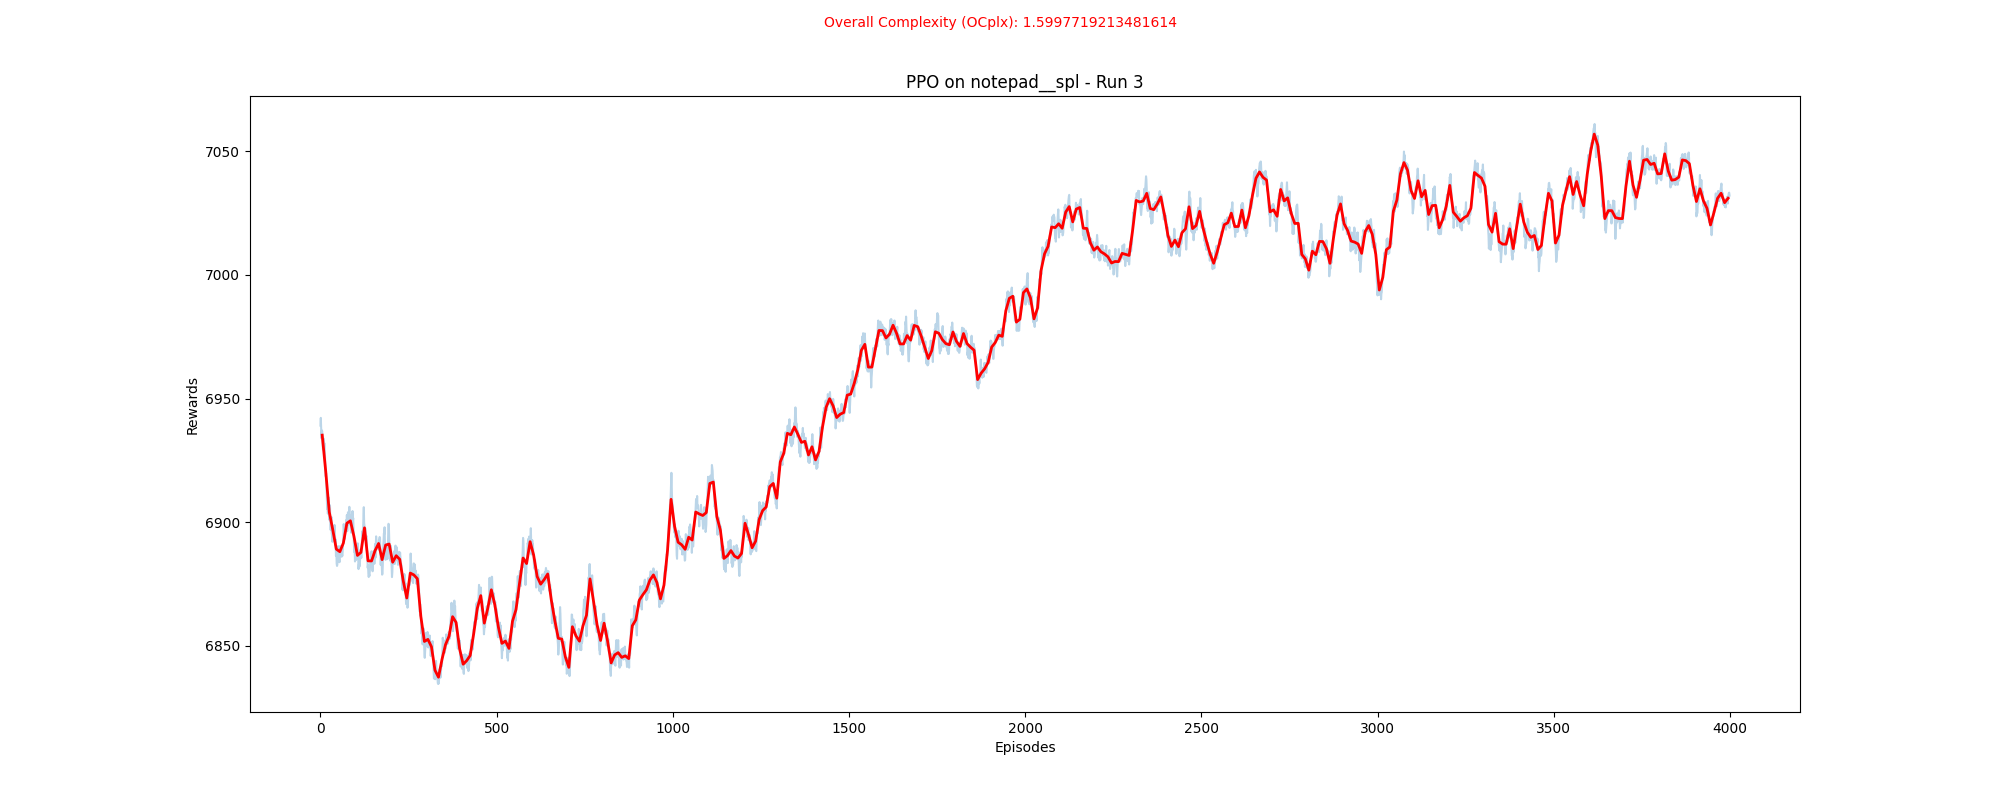 Overall Complexity (OCplx): 1.5997719213481614
PPO on notepad__spl - Run 3
Rewards
7050
7000
6950
6900
6850
0 500 1000 1500 2000 2500 3000 3500 4000
Episodes